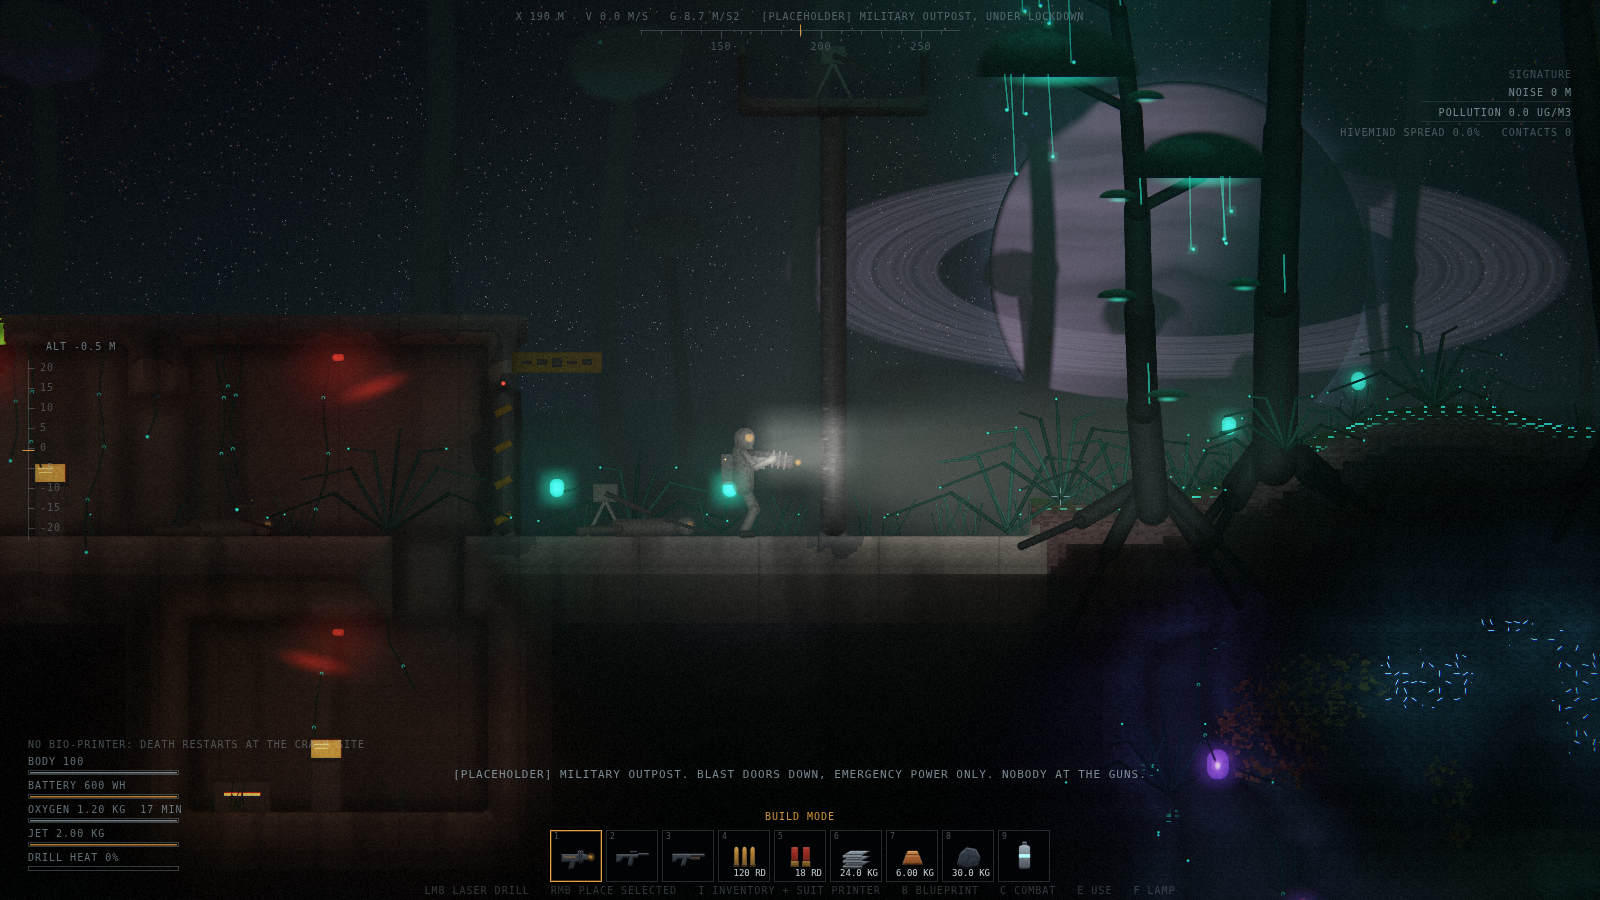 X 190 M · V 0.0 M/S  G 8.7 M/S2  [PLACEHOLDER] MILITARY OUTPOST, UNDER LOCKDOWN
150 200 250
SIGNATURE
NOISE 0 M
POLLUTION 0.0 UG/M3
HIVEMIND SPREAD 0.0%  CONTACTS 0
ALT -0.5 M
20
15
10
5
0
-10
-15
-20
NO BIO-PRINTER: DEATH RESTARTS AT THE CRASH SITE
BODY 100
BATTERY 600 WH
OXYGEN 1.20 KG  17 MIN
JET 2.00 KG
DRILL HEAT 0%
[PLACEHOLDER] MILITARY OUTPOST. BLAST DOORS DOWN, EMERGENCY POWER ONLY. NOBODY AT THE GUNS.
BUILD MODE
1 2 3 4 5 6 7 8 9
120 RD 18 RD 24.0 KG 6.00 KG 30.0 KG
LMB LASER DRILL  RMB PLACE SELECTED  I INVENTORY + SUIT PRINTER  B BLUEPRINT  C COMBAT  E USE  F LAMP